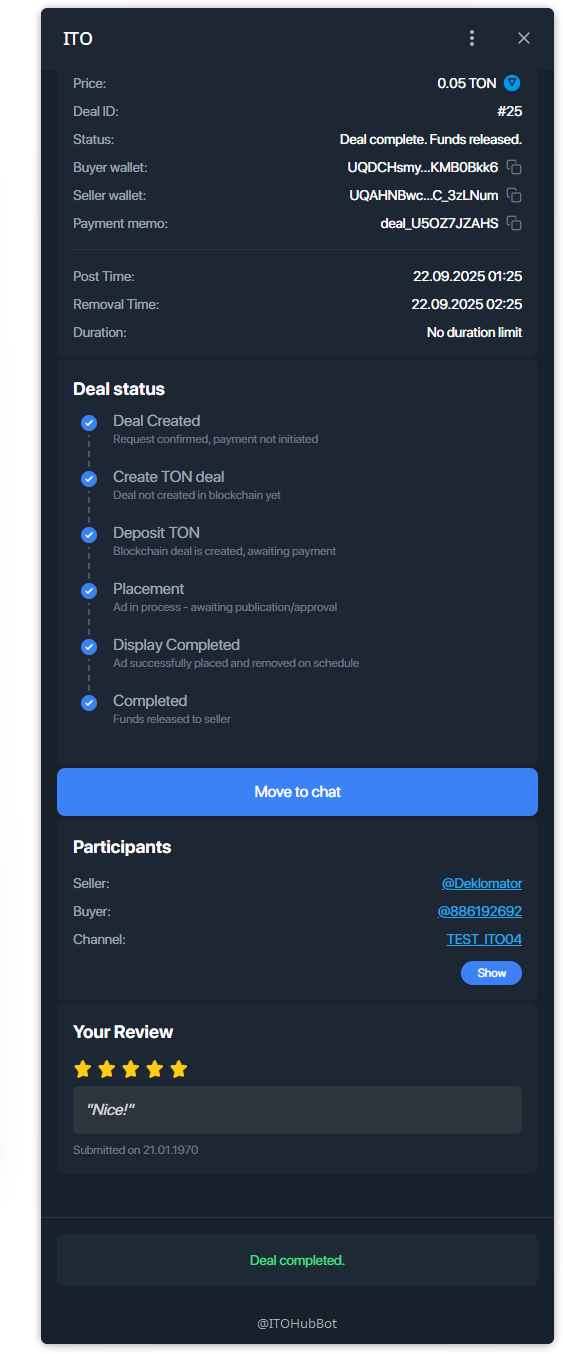 ITO
Price: 0.05 TON
Deal ID: #25
Status: Deal complete. Funds released.
Buyer wallet: UQDCHsmy...KMB0Bkk6
Seller wallet: UQAHNBwc...C_3zLNum
Payment memo: deal_U5OZ7JZAHS
Post Time: 22.09.2025 01:25
Removal Time: 22.09.2025 02:25
Duration: No duration limit
Deal status
Deal Created
Request confirmed, payment not initiated
Create TON deal
Deal not created in blockchain yet
Deposit TON
Blockchain deal is created, awaiting payment
Placement
Ad in process - awaiting publication/approval
Display Completed
Ad successfully placed and removed on schedule
Completed
Funds released to seller
Move to chat
Participants
Seller: @Deklomator
Buyer: @886192692
Channel: TEST_ITO04
Show
Your Review
"Nice!"
Submitted on 21.01.1970
Deal completed.
@ITOHubBot